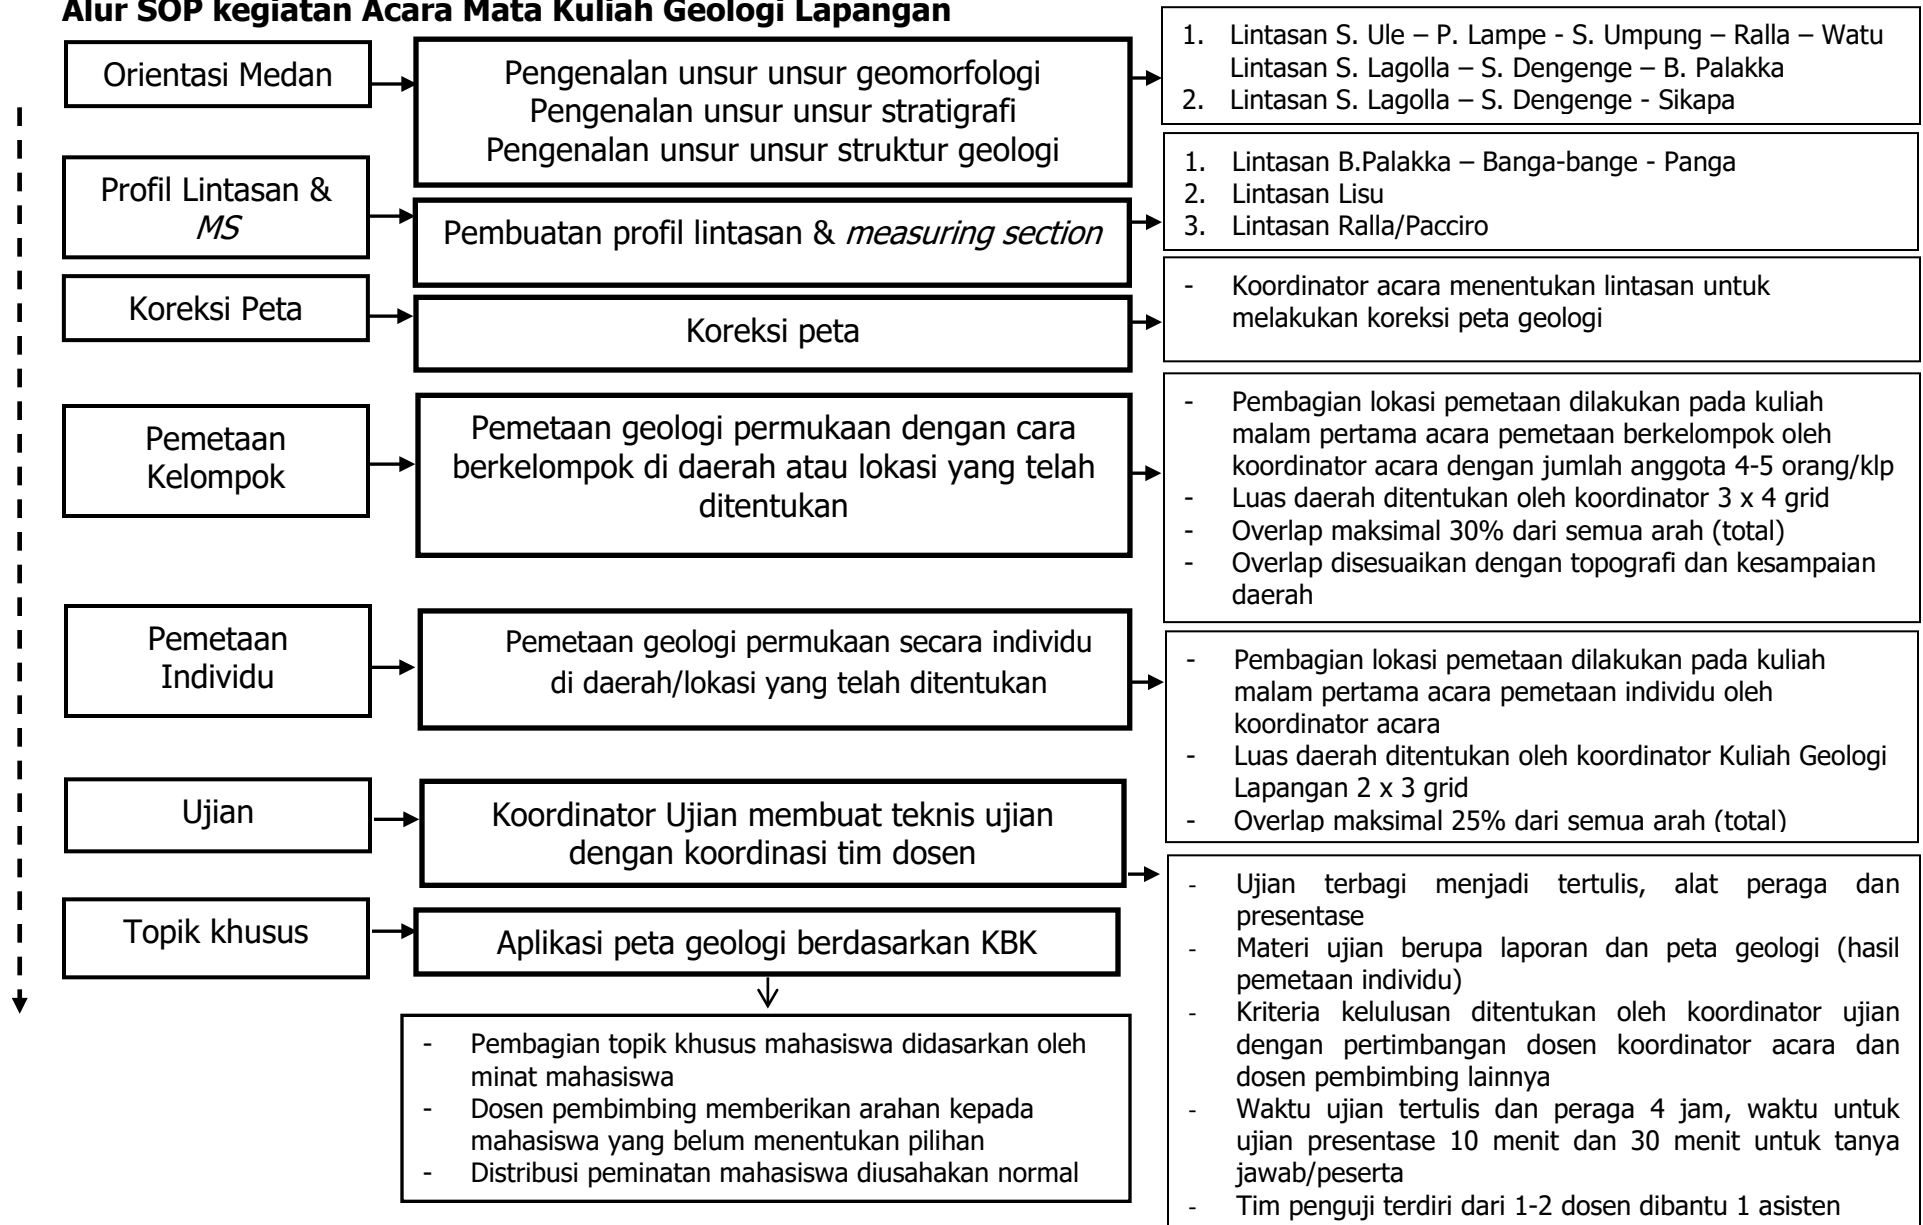 Alur SOP kegiatan Acara Mata Kuliah Geologi Lapangan
Orientasi Medan
Pengenalan unsur unsur geomorfologi
Pengenalan unsur unsur stratigrafi
Pengenalan unsur unsur struktur geologi
1. Lintasan S. Ule – P. Lampe - S. Umpung – Ralla – Watu
Lintasan S. Lagolla – S. Dengenge – B. Palakka
2. Lintasan S. Lagolla – S. Dengenge - Sikapa
Profil Lintasan &
MS
Pembuatan profil lintasan & measuring section
1. Lintasan B.Palakka – Banga-bange - Panga
2. Lintasan Lisu
3. Lintasan Ralla/Pacciro
Koreksi Peta
Koreksi peta
- Koordinator acara menentukan lintasan untuk
melakukan koreksi peta geologi
Pemetaan
Kelompok
Pemetaan geologi permukaan dengan cara
berkelompok di daerah atau lokasi yang telah
ditentukan
- Pembagian lokasi pemetaan dilakukan pada kuliah
malam pertama acara pemetaan berkelompok oleh
koordinator acara dengan jumlah anggota 4-5 orang/klp
- Luas daerah ditentukan oleh koordinator 3 x 4 grid
- Overlap maksimal 30% dari semua arah (total)
- Overlap disesuaikan dengan topografi dan kesampaian
daerah
Pemetaan
Individu
Pemetaan geologi permukaan secara individu
di daerah/lokasi yang telah ditentukan
- Pembagian lokasi pemetaan dilakukan pada kuliah
malam pertama acara pemetaan individu oleh
koordinator acara
- Luas daerah ditentukan oleh koordinator Kuliah Geologi
Lapangan 2 x 3 grid
- Overlap maksimal 25% dari semua arah (total)
Ujian
Koordinator Ujian membuat teknis ujian
dengan koordinasi tim dosen
- Ujian terbagi menjadi tertulis, alat peraga dan
presentase
- Materi ujian berupa laporan dan peta geologi (hasil
pemetaan individu)
- Kriteria kelulusan ditentukan oleh koordinator ujian
dengan pertimbangan dosen koordinator acara dan
dosen pembimbing lainnya
- Waktu ujian tertulis dan peraga 4 jam, waktu untuk
ujian presentase 10 menit dan 30 menit untuk tanya
jawab/peserta
- Tim penguji terdiri dari 1-2 dosen dibantu 1 asisten
Topik khusus
Aplikasi peta geologi berdasarkan KBK
- Pembagian topik khusus mahasiswa didasarkan oleh
minat mahasiswa
- Dosen pembimbing memberikan arahan kepada
mahasiswa yang belum menentukan pilihan
- Distribusi peminatan mahasiswa diusahakan normal